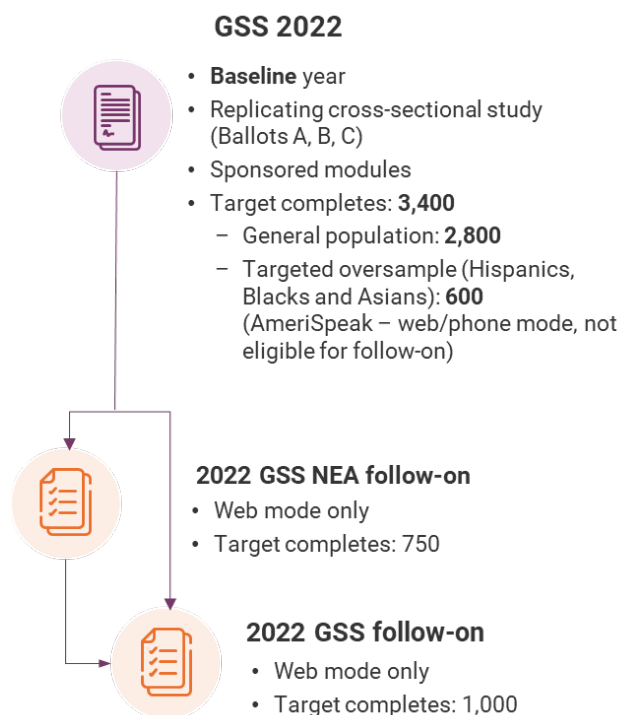 GSS 2022
• Baseline year
• Replicating cross-sectional study
(Ballots A, B, C)
• Sponsored modules
• Target completes: 3,400
– General population: 2,800
– Targeted oversample (Hispanics,
Blacks and Asians): 600
(AmeriSpeak – web/phone mode, not
eligible for follow-on)
2022 GSS NEA follow-on
• Web mode only
• Target completes: 750
2022 GSS follow-on
• Web mode only
• Target completes: 1,000